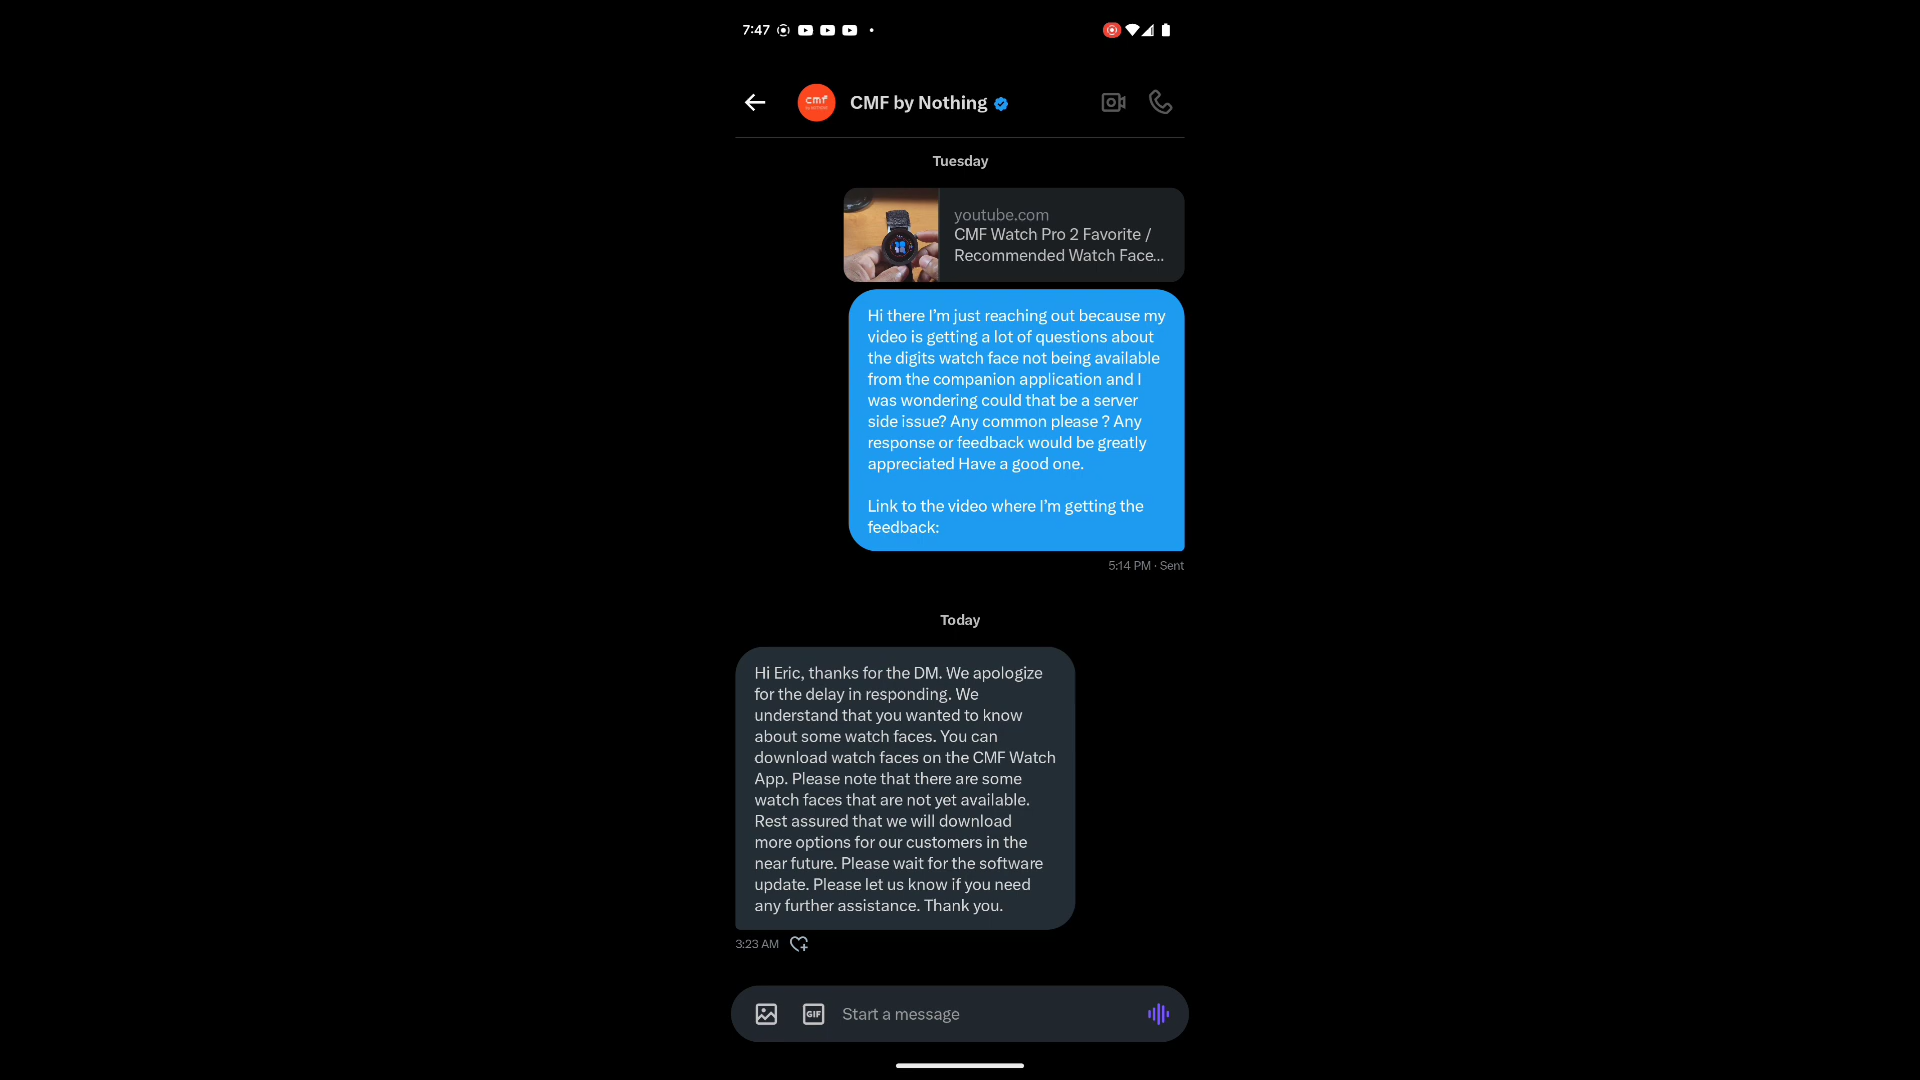 7:47
cmf
CMF by Nothing
Tuesday
youtube.com
CMF Watch Pro 2 Favorite /
Recommended Watch Face...
Hi there I’m just reaching out because my
video is getting a lot of questions about
the digits watch face not being available
from the companion application and I
was wondering could that be a server
side issue? Any common please ? Any
response or feedback would be greatly
appreciated Have a good one.
Link to the video where I’m getting the
feedback:
5:14 PM · Sent
Today
Hi Eric, thanks for the DM. We apologize
for the delay in responding. We
understand that you wanted to know
about some watch faces. You can
download watch faces on the CMF Watch
App. Please note that there are some
watch faces that are not yet available.
Rest assured that we will download
more options for our customers in the
near future. Please wait for the software
update. Please let us know if you need
any further assistance. Thank you.
3:23 AM
GIF
Start a message